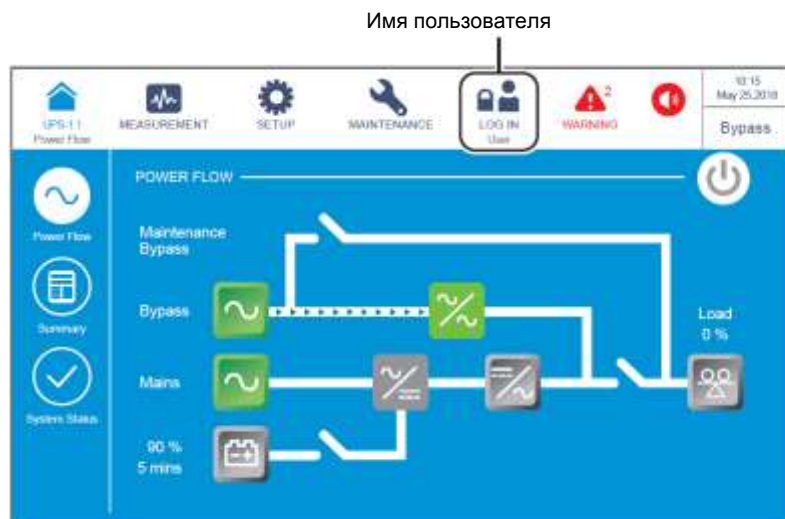 Имя пользователя
UPS-1.1
Power Flow
MEASUREMENT
SETUP
MAINTENANCE
LOG IN
User
2
WARNING
10:15
May 25,2018
Bypass
POWER FLOW
Power Flow
Summary
System Status
Maintenance
Bypass
Bypass
Mains
90 %
5 mins
Load
0 %